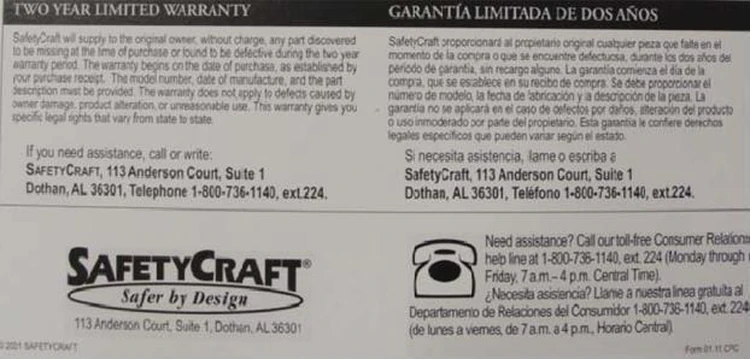 TWO YEAR LIMITED WARRANTY
SafetyCraft will supply to the original owner, without charge, any part discovered
to be missing at the time of purchase or found to be defective during the two year
warranty period. The warranty begins on the date of purchase, as established by
your purchase receipt. The model number, date of manufacture, and the part
description must be provided. The warranty does not apply to defects caused by
owner damage, product alteration, or unreasonable use. This warranty gives you
specific legal rights that vary from state to state.
If you need assistance, call or write:
SAFETYCRAFT, 113 Anderson Court, Suite 1
Dothan, AL 36301, Telephone 1-800-736-1140, ext.224.
GARANTÍA LIMITADA DE DOS AÑOS
SafetyCraft proporcionará al propietario original cualquier pieza que falte en el
momento de la compra o que se encuentre defectuosa, durante los dos años del
período de garantía, sin recargo alguno. La garantía comienza el día de la
compra, que se establece en su recibo de compra. Se debe proporcionar el
número de modelo, la fecha de fabricación y la descripción de la pieza. La
garantía no se aplicará en el caso de defectos por daños, alteración del producto
o uso inmoderado por parte del propietario. Esta garantía le confiere derechos
legales específicos que pueden variar según el estado.
Si necesita asistencia, llame o escriba a
SafetyCraft, 113 Anderson Court, Suite 1
Dothan, AL 36301, Teléfono 1-800-736-1140, ext.224.
SAFETYCRAFT®
Safer by Design
113 Anderson Court, Suite 1, Dothan, AL 36301
© 2001 SAFETYCRAFT
Need assistance? Call our toll-free Consumer Relations
help line at 1-800-736-1140, ext. 224 (Monday through
Friday, 7 a.m.– 4 p.m. Central Time).
¿Necesita asistencia? Llame a nuestra línea gratuita al
Departamento de Relaciones del Consumidor 1-800-736-1140, ext. 224
(de lunes a viernes, de 7 a.m. a 4 p.m., Horario Central).
Form 01.11 CPC